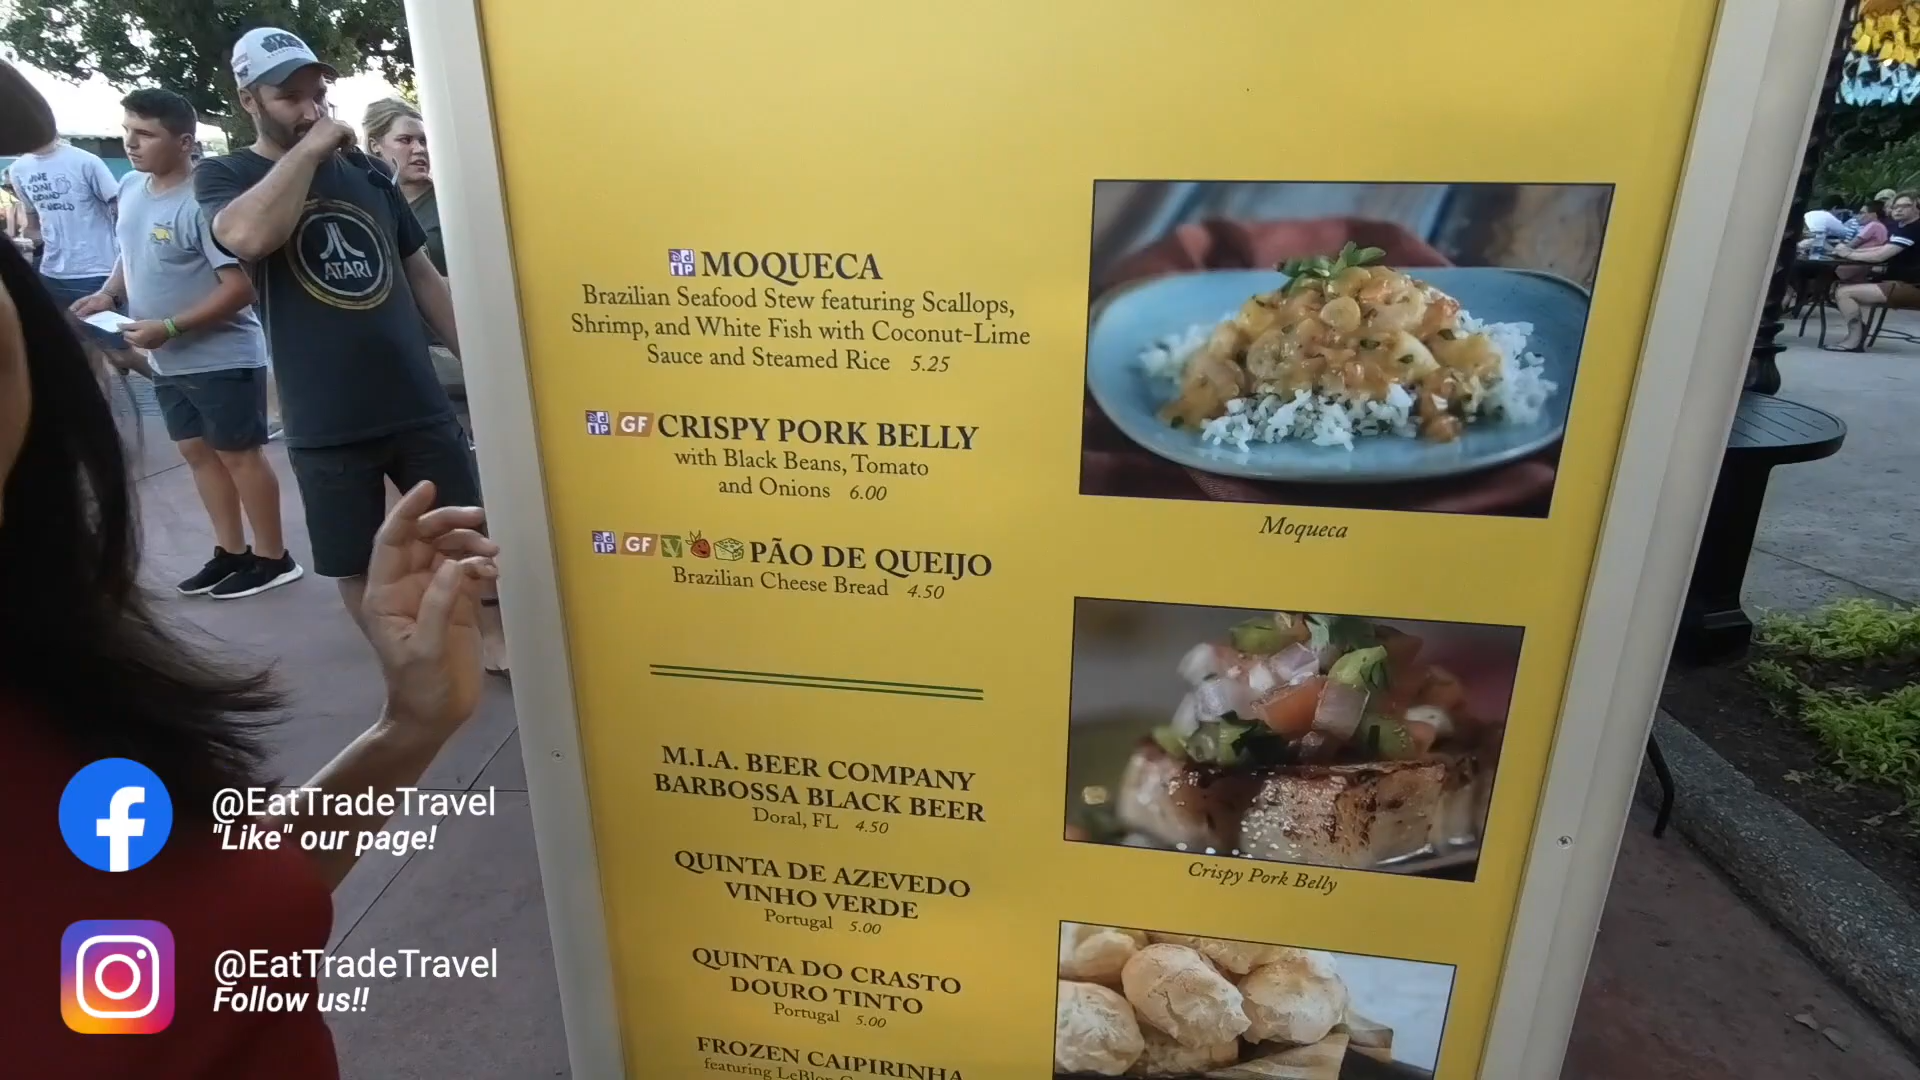 STAR WARS
ATARI
MOQUECA
Brazilian Seafood Stew featuring Scallops,
Shrimp, and White Fish with Coconut-Lime
Sauce and Steamed Rice 5.25
GF CRISPY PORK BELLY
with Black Beans, Tomato
and Onions 6.00
GF V PÃO DE QUEIJO
Brazilian Cheese Bread 4.50
M.I.A. BEER COMPANY
BARBOSSA BLACK BEER
Doral, FL 4.50
QUINTA DE AZEVEDO
VINHO VERDE
Portugal 5.00
QUINTA DO CRASTO
DOURO TINTO
Portugal 5.00
FROZEN CAIPIRINHA
featuring LeBlon
Moqueca
Crispy Pork Belly
@EatTradeTravel
"Like" our page!
@EatTradeTravel
Follow us!!